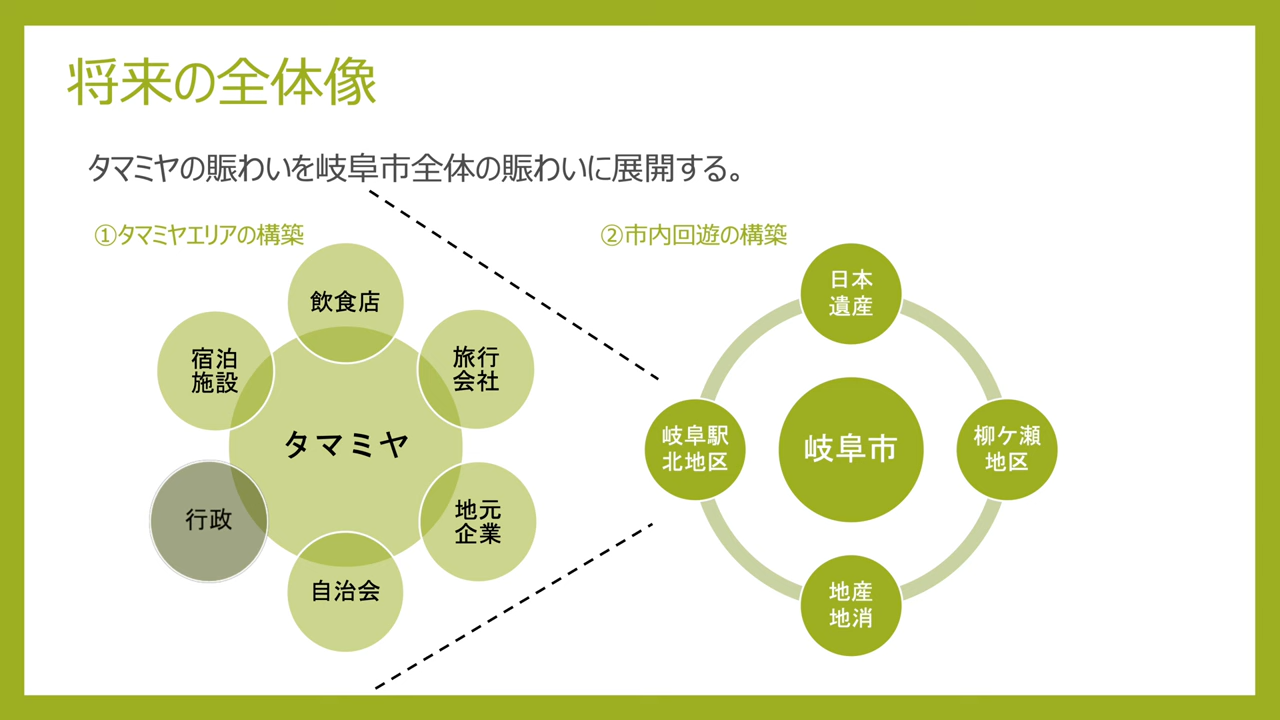 将来の全体像
タマミヤの賑わいを岐阜市全体の賑わいに展開する。
①タマミヤエリアの構築
飲食店
宿泊
施設
旅行
会社
タマミヤ
行政
地元
企業
自治会
②市内回遊の構築
日本
遺産
岐阜駅
北地区
岐阜市
柳ケ瀬
地区
地産
地消